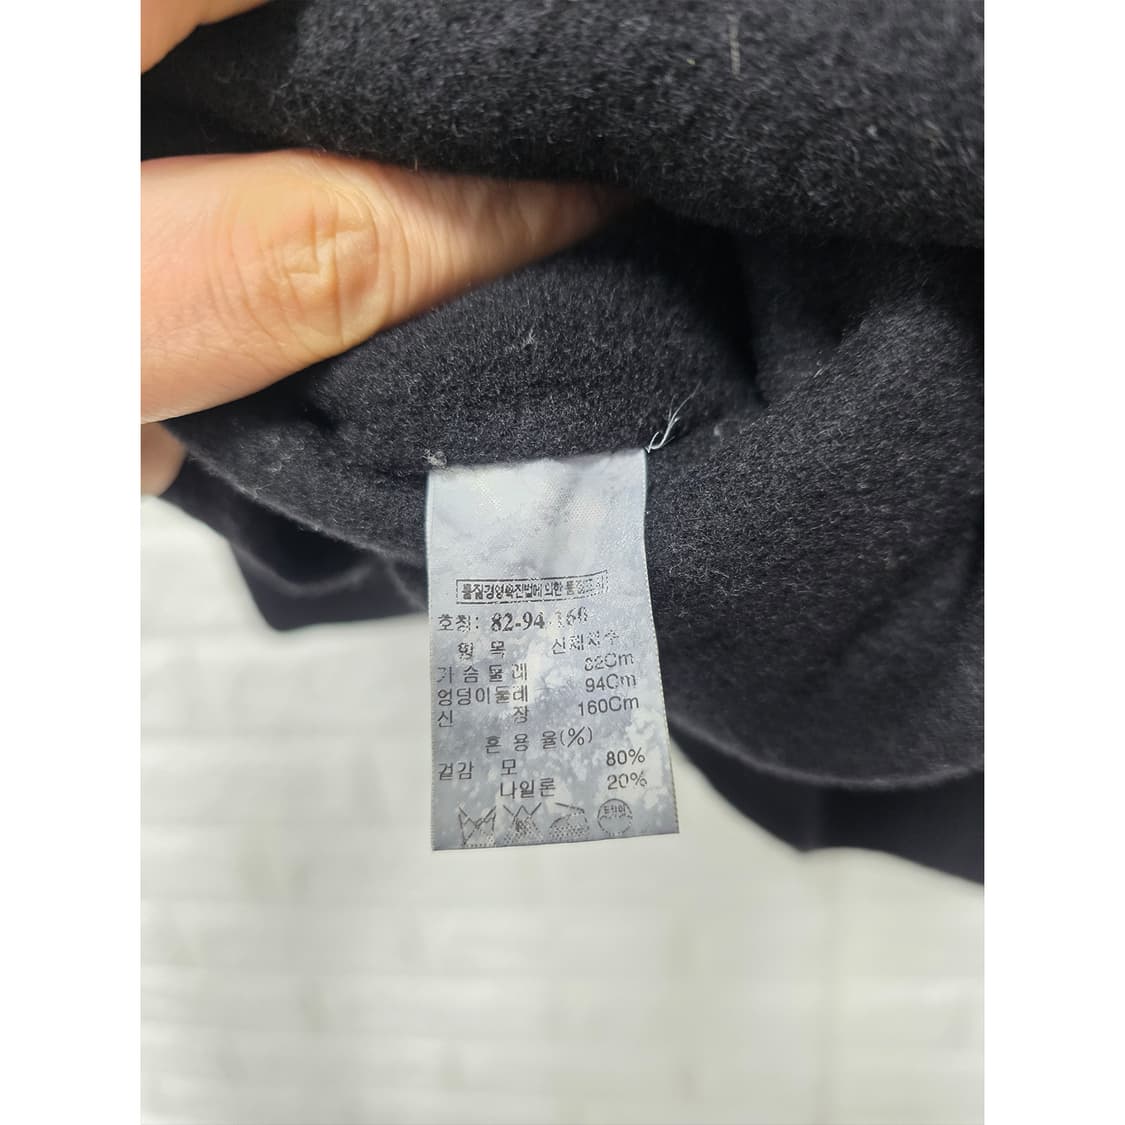 품질경영촉진법에 의한 품질표시
호칭: 82-94-160
항 목 신체치수
가슴둘레 82Cm
엉덩이둘레 94Cm
신 장 160Cm
혼용율(%)
겉감 모 80%
나일론 20%